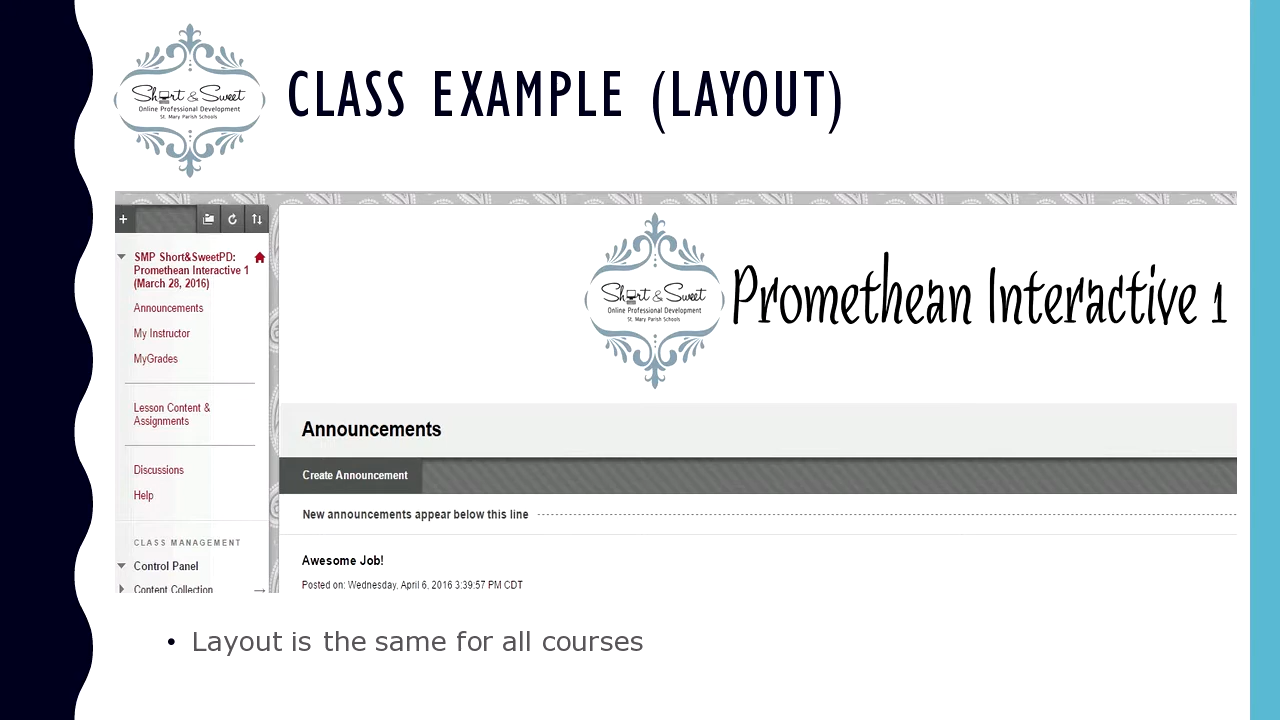 Short & Sweet
Online Professional Development
St. Mary Parish Schools
CLASS EXAMPLE (LAYOUT)
SMP Short&SweetPD:
Promethean Interactive 1
(March 28, 2016)
Announcements
My Instructor
MyGrades
Lesson Content &
Assignments
Discussions
Help
CLASS MANAGEMENT
Control Panel
Content Collection
Short & Sweet
Online Professional Development
St. Mary Parish Schools
Promethean Interactive 1
Announcements
Create Announcement
New announcements appear below this line
Awesome Job!
Posted on: Wednesday, April 6, 2016 3:39:57 PM CDT
• Layout is the same for all courses